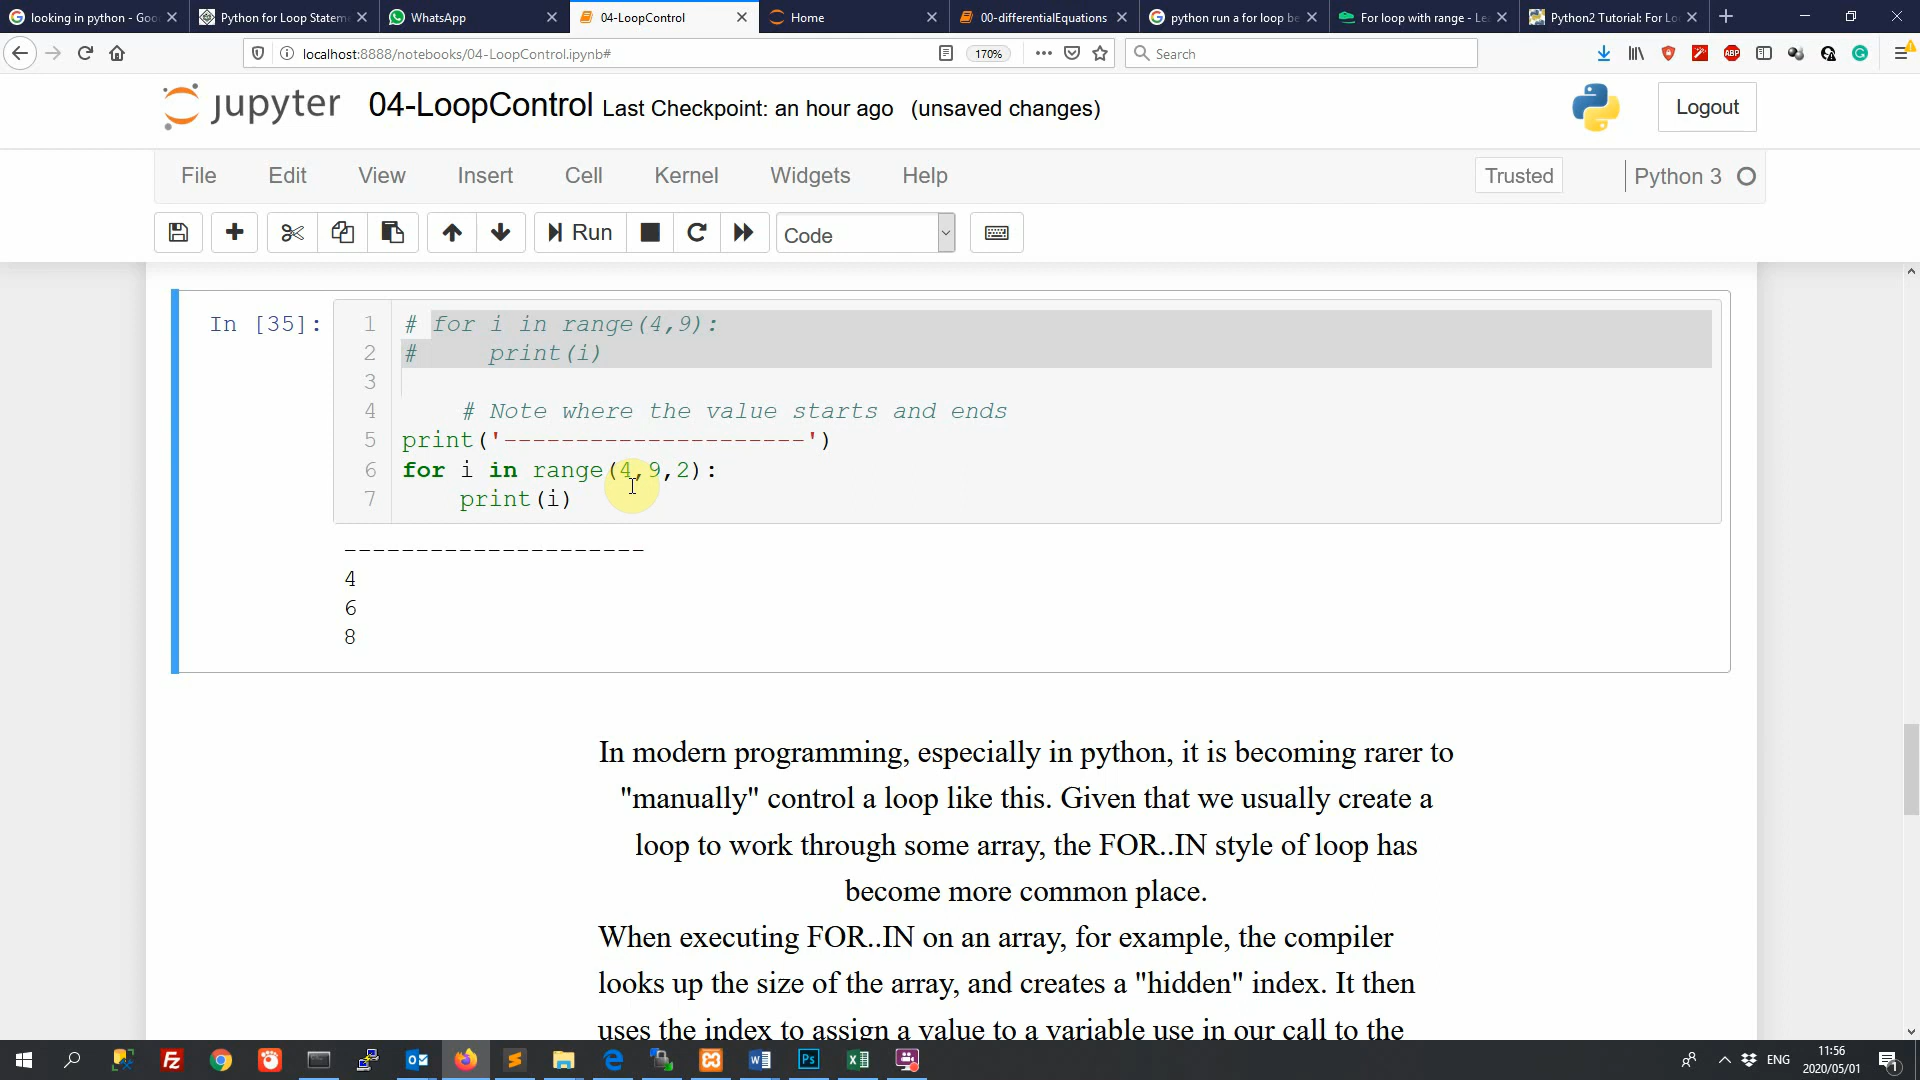 looking in python - Goo
Python for Loop Stateme
WhatsApp
04-LoopControl
Home
00-differentialEquations
python run a for loop be
For loop with range - Le
Python2 Tutorial: For Lo
localhost:8888/notebooks/04-LoopControl.ipynb#
170%
Search
ABP
jupyter
04-LoopControl Last Checkpoint: an hour ago (unsaved changes)
Logout
File Edit View Insert Cell Kernel Widgets Help
Trusted
Python 3
Run
Code
In [35]:
1 # for i in range(4,9):
2 #     print(i)
3
4     # Note where the value starts and ends
5 print('---------------------')
6 for i in range(4,9,2):
7     print(i)
---------------------
4
6
8
In modern programming, especially in python, it is becoming rarer to
"manually" control a loop like this. Given that we usually create a
loop to work through some array, the FOR..IN style of loop has
become more common place.
When executing FOR..IN on an array, for example, the compiler
looks up the size of the array, and creates a "hidden" index. It then
uses the index to assign a value to a variable use in our call to the
ENG
11:56
2020/05/01
1